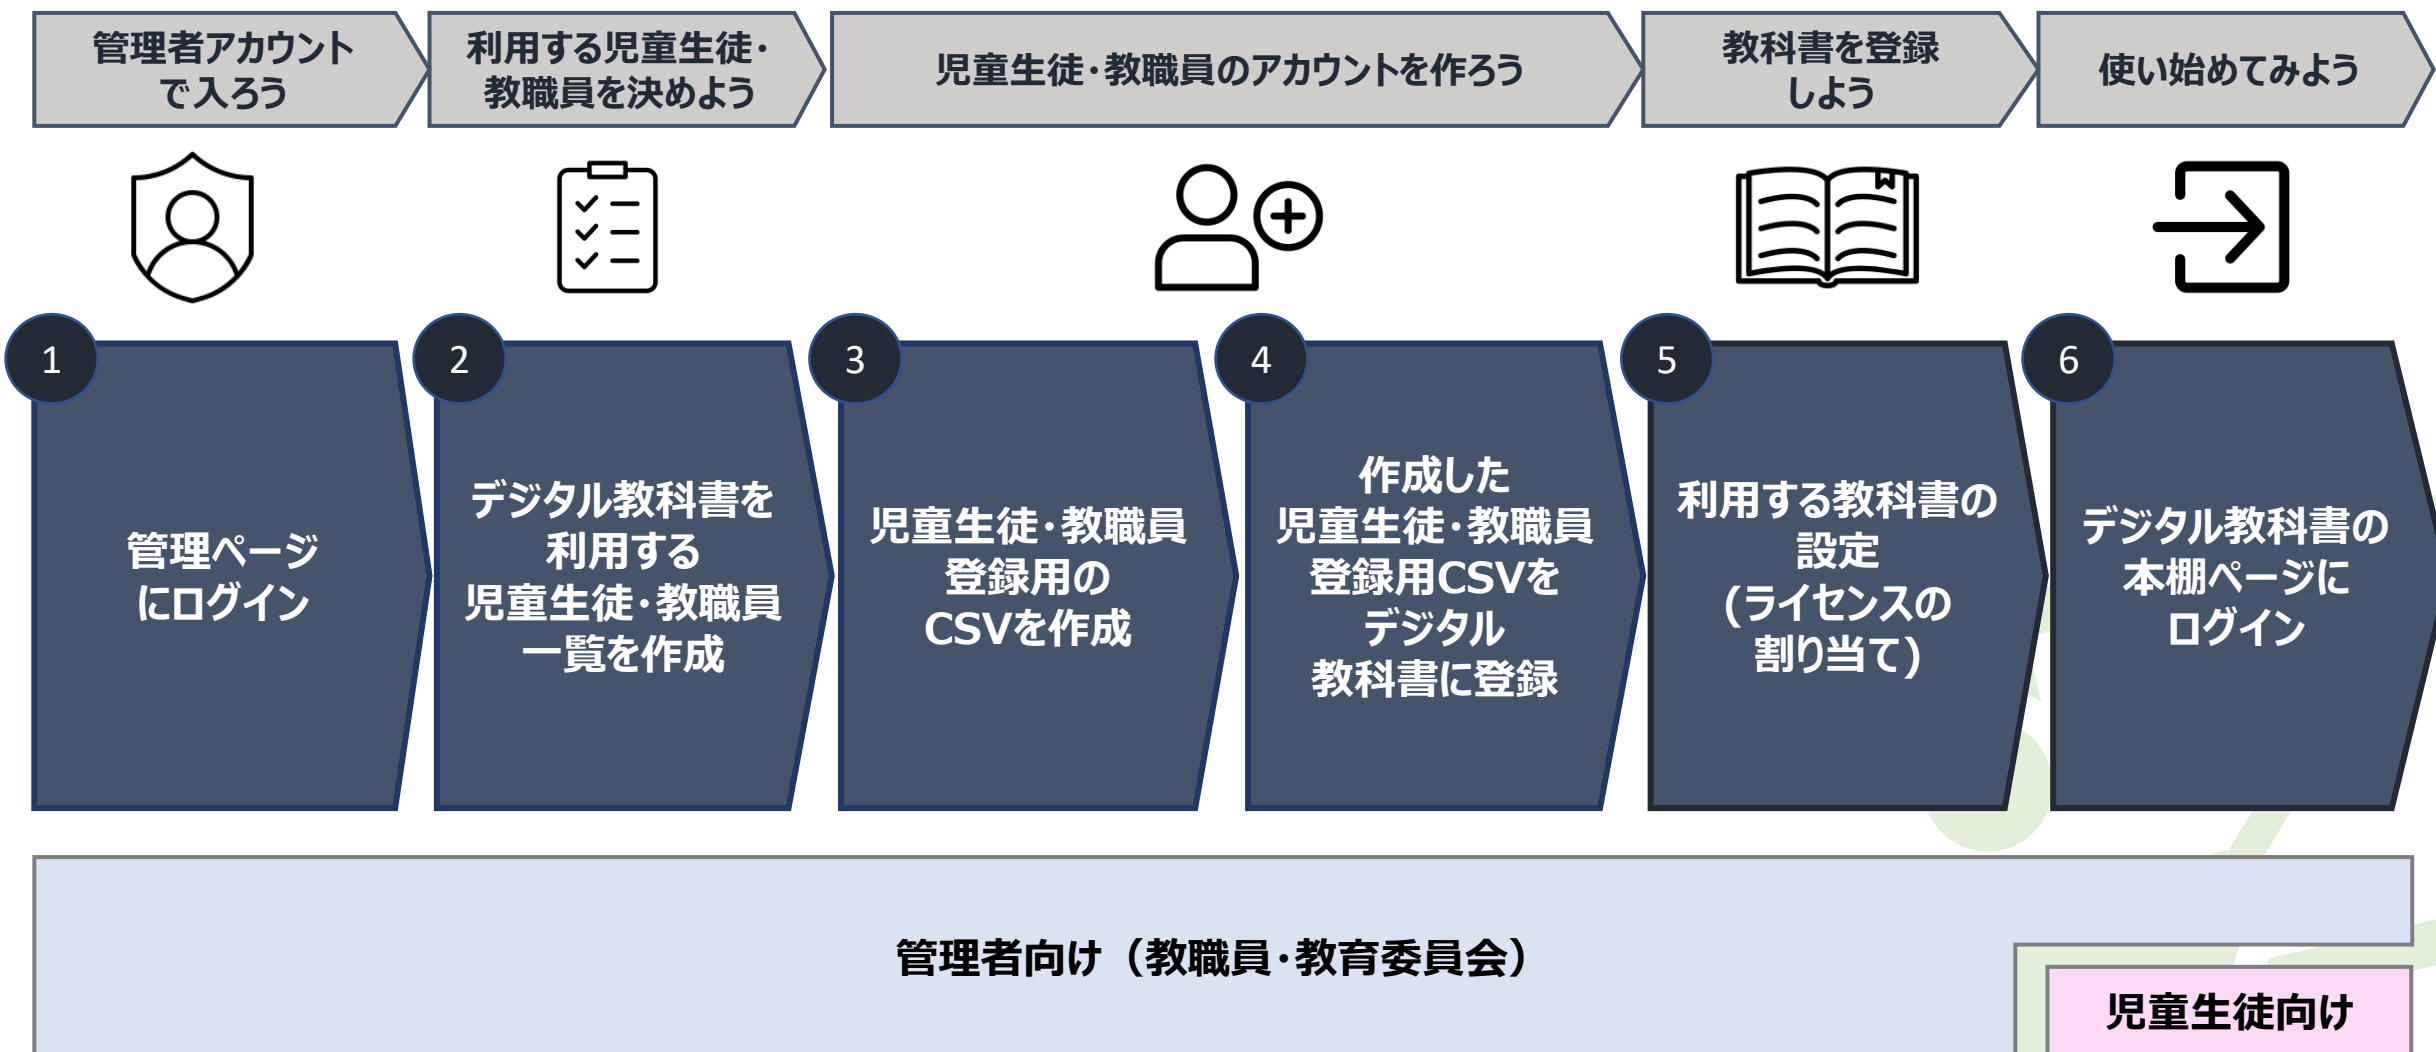 管理者アカウント
で入ろう
利用する児童生徒・
教職員を決めよう
児童生徒・教職員のアカウントを作ろう
教科書を登録
しよう
使い始めてみよう
1
管理ページ
にログイン
2
デジタル教科書を
利用する
児童生徒・教職員
一覧を作成
3
児童生徒・教職員
登録用の
CSVを作成
4
作成した
児童生徒・教職員
登録用CSVを
デジタル
教科書に登録
5
利用する教科書の
設定
(ライセンスの
割り当て)
6
デジタル教科書の
本棚ページに
ログイン
管理者向け（教職員・教育委員会）
児童生徒向け